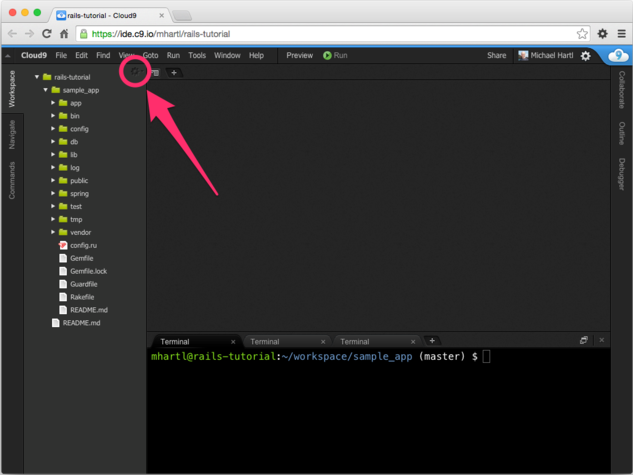 rails-tutorial - Cloud9
https://ide.c9.io/mhartl/rails-tutorial
Cloud9 File Edit Find View Goto Run Tools Window Help Preview Run Share Michael Hartl
Workspace
Navigate
Commands
rails-tutorial
sample_app
app
bin
config
db
lib
log
public
spring
test
tmp
vendor
config.ru
Gemfile
Gemfile.lock
Guardfile
Rakefile
README.md
README.md
Collaborate
Outline
Debugger
Terminal Terminal Terminal
mhartl@rails-tutorial:~/workspace/sample_app (master) $